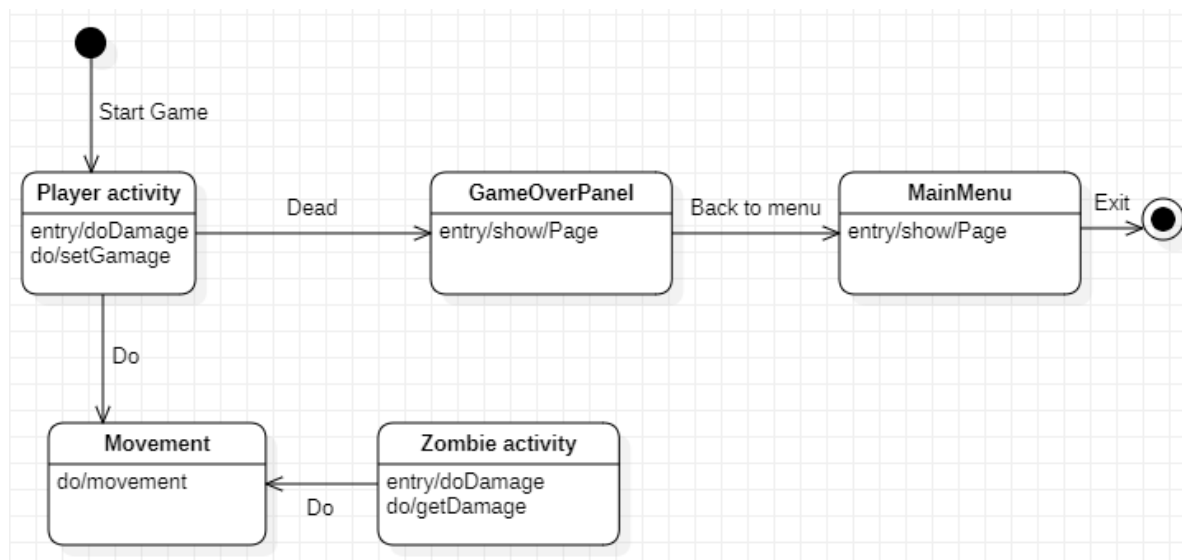 Start Game
Player activity
entry/doDamage
do/setGamage
Dead
GameOverPanel
entry/show/Page
Back to menu
MainMenu
entry/show/Page
Exit
Do
Movement
do/movement
Do
Zombie activity
entry/doDamage
do/getDamage